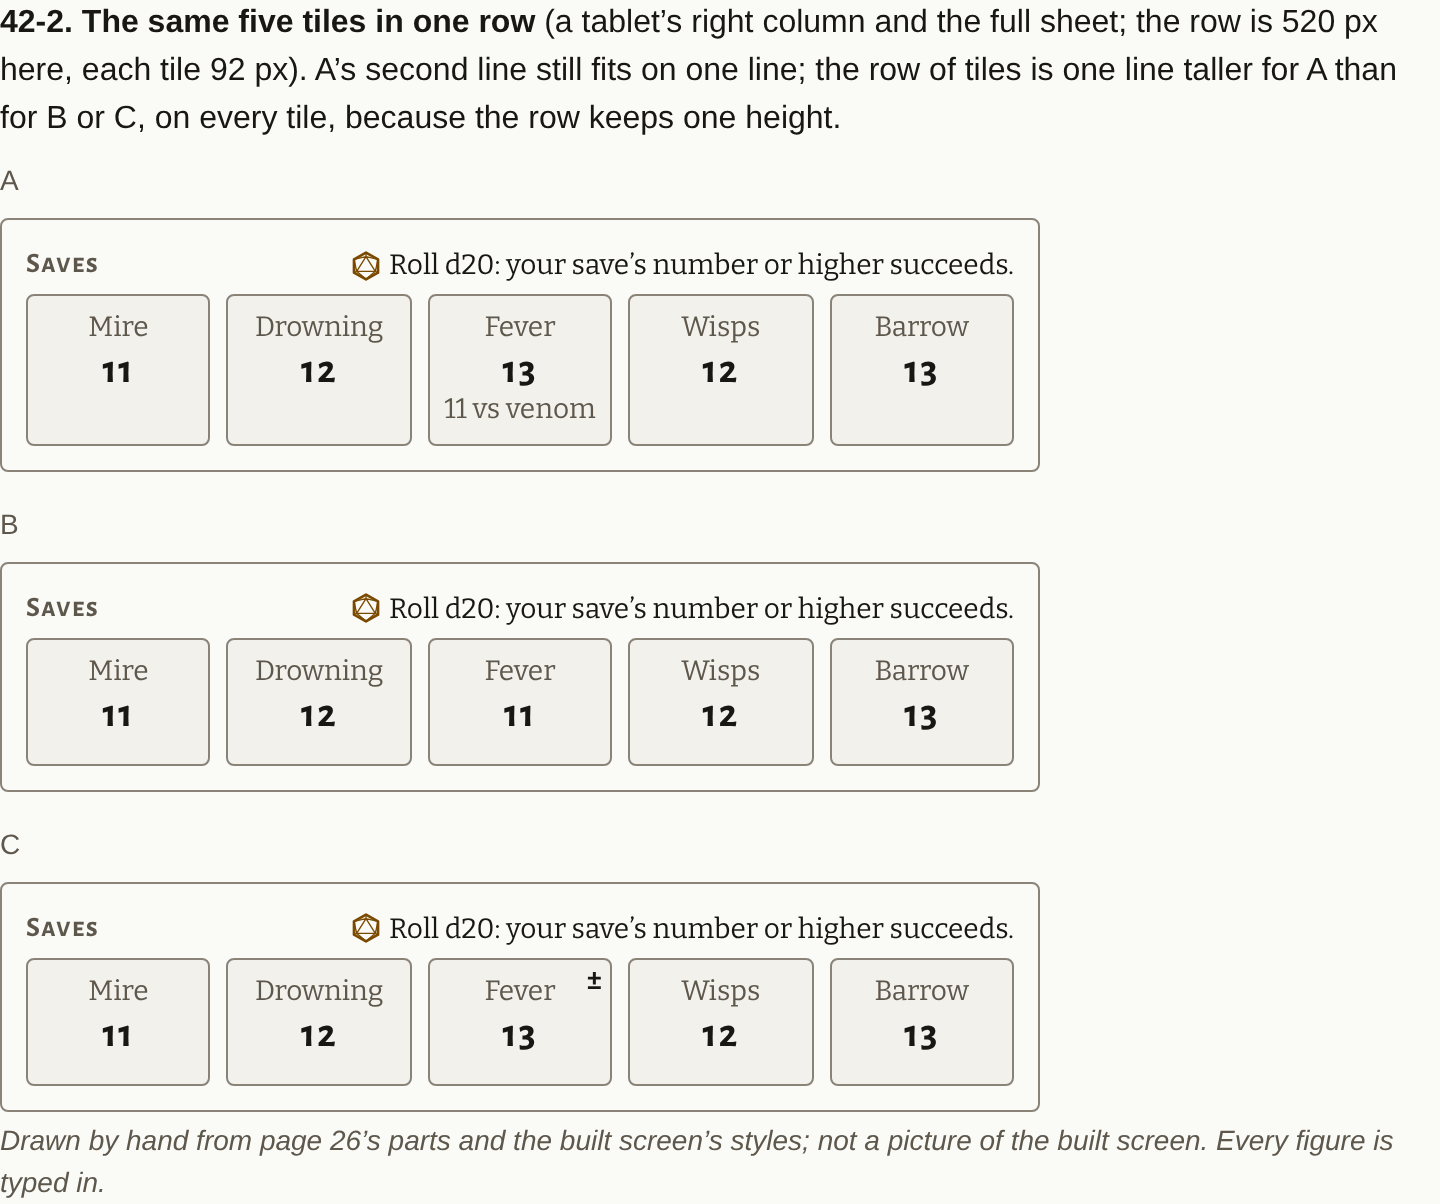 42-2. The same five tiles in one row (a tablet’s right column and the full sheet; the row is 520 px
here, each tile 92 px). A’s second line still fits on one line; the row of tiles is one line taller for A than
for B or C, on every tile, because the row keeps one height.
A
Saves Roll d20: your save’s number or higher succeeds.
Mire Drowning Fever Wisps Barrow
11 12 13 12 13
11 vs venom
B
Saves Roll d20: your save’s number or higher succeeds.
Mire Drowning Fever Wisps Barrow
11 12 11 12 13
C
Saves Roll d20: your save’s number or higher succeeds.
Mire Drowning Fever ± Wisps Barrow
11 12 13 12 13
Drawn by hand from page 26’s parts and the built screen’s styles; not a picture of the built screen. Every figure is
typed in.